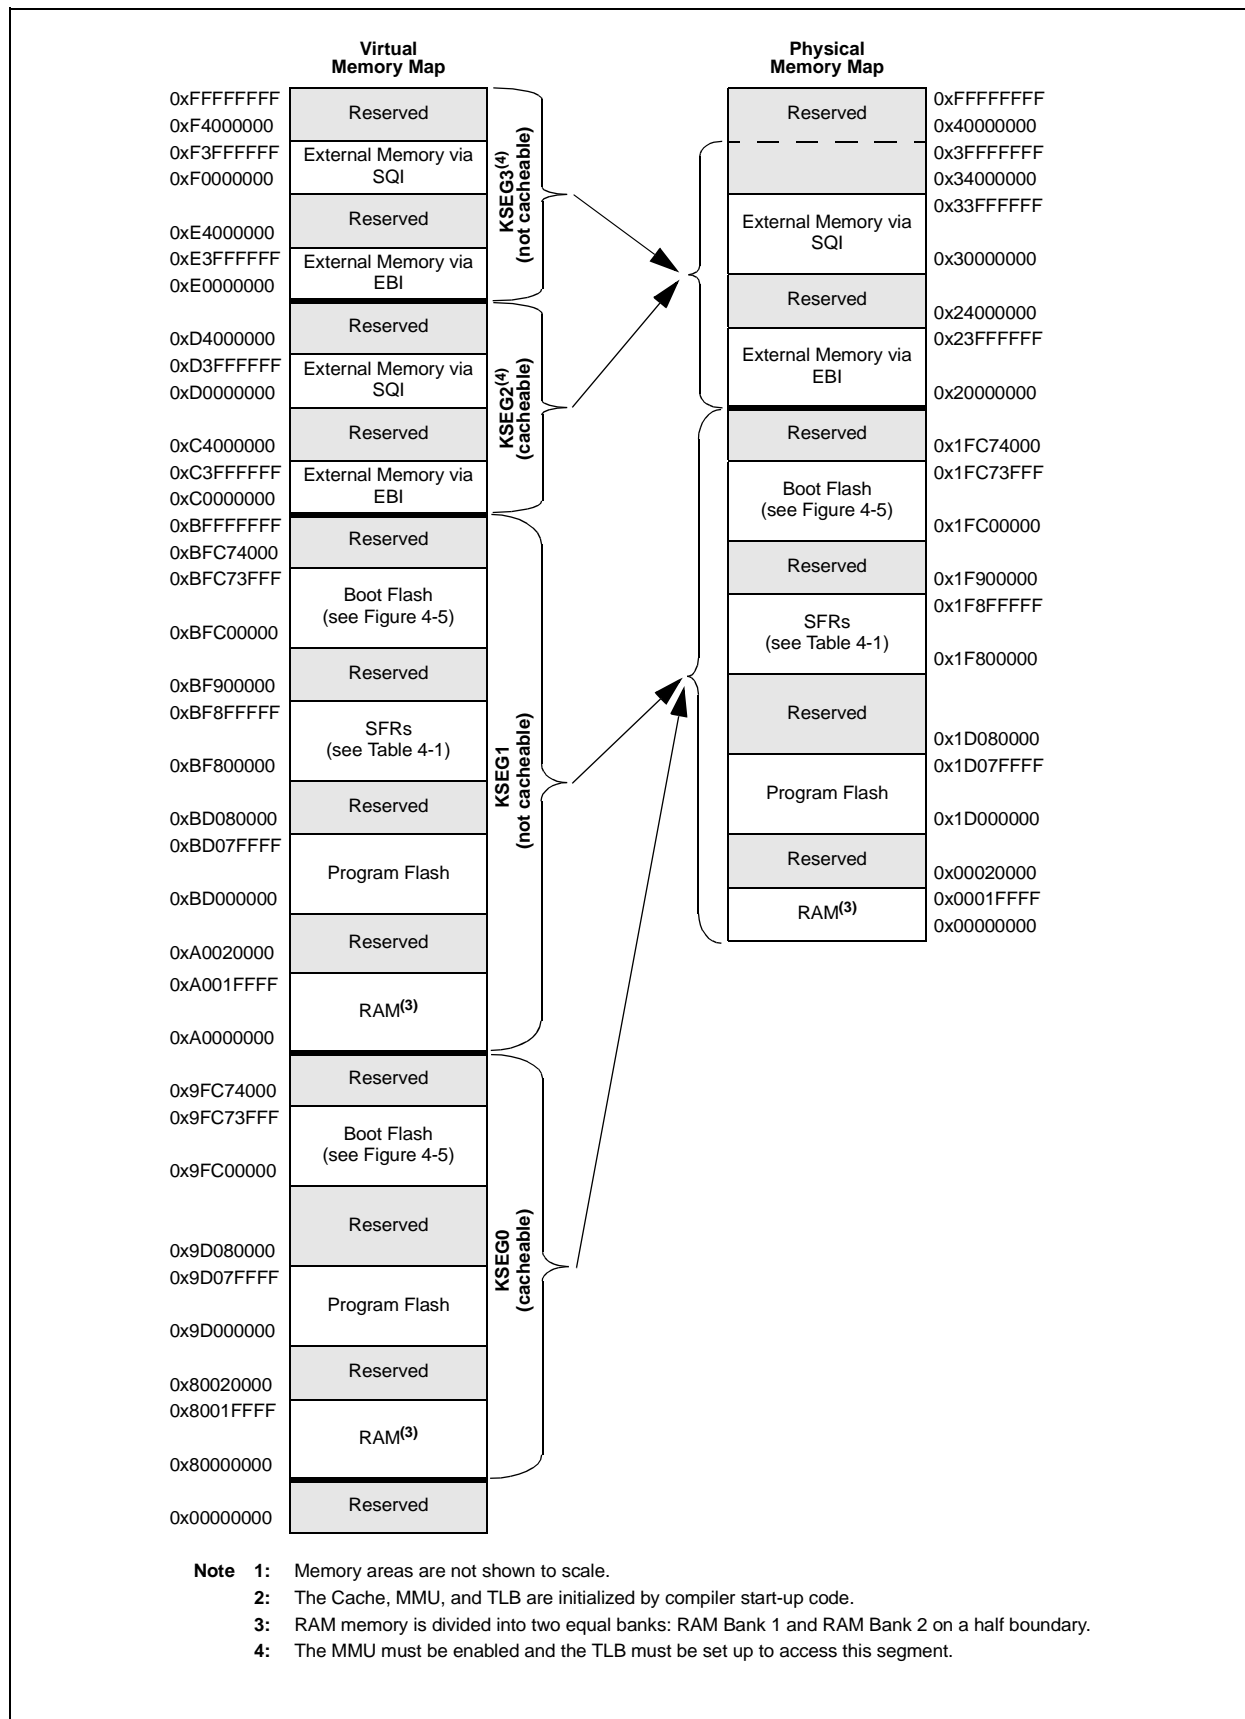 Virtual
Memory Map
0xFFFFFFFF
Reserved
0xF4000000
0xF3FFFFFF
External Memory via
SQI
0xF0000000
Reserved
0xE4000000
0xE3FFFFFF
External Memory via
EBI
0xE0000000
KSEG3(4)
(not cacheable)
Reserved
0xD4000000
0xD3FFFFFF
External Memory via
SQI
0xD0000000
Reserved
0xC4000000
0xC3FFFFFF
External Memory via
EBI
0xC0000000
KSEG2(4)
(cacheable)
0xBFFFFFFF
Reserved
0xBFC74000
0xBFC73FFF
Boot Flash
(see Figure 4-5)
0xBFC00000
Reserved
0xBF900000
0xBF8FFFFF
SFRs
(see Table 4-1)
0xBF800000
Reserved
0xBD080000
0xBD07FFFF
Program Flash
0xBD000000
Reserved
0xA0020000
0xA001FFFF
RAM(3)
0xA0000000
KSEG1
(not cacheable)
Reserved
0x9FC74000
0x9FC73FFF
Boot Flash
(see Figure 4-5)
0x9FC00000
Reserved
0x9D080000
0x9D07FFFF
Program Flash
0x9D000000
Reserved
0x80020000
0x8001FFFF
RAM(3)
0x80000000
KSEG0
(cacheable)
Reserved
0x00000000
Physical
Memory Map
0xFFFFFFFF
Reserved
0x40000000
0x3FFFFFFF
0x34000000
0x33FFFFFF
External Memory via
SQI
0x30000000
Reserved
0x24000000
0x23FFFFFF
External Memory via
EBI
0x20000000
Reserved
0x1FC74000
0x1FC73FFF
Boot Flash
(see Figure 4-5)
0x1FC00000
Reserved
0x1F900000
0x1F8FFFFF
SFRs
(see Table 4-1)
0x1F800000
Reserved
0x1D080000
0x1D07FFFF
Program Flash
0x1D000000
Reserved
0x00020000
0x0001FFFF
RAM(3)
0x00000000
Note 1: Memory areas are not shown to scale.
2: The Cache, MMU, and TLB are initialized by compiler start-up code.
3: RAM memory is divided into two equal banks: RAM Bank 1 and RAM Bank 2 on a half boundary.
4: The MMU must be enabled and the TLB must be set up to access this segment.